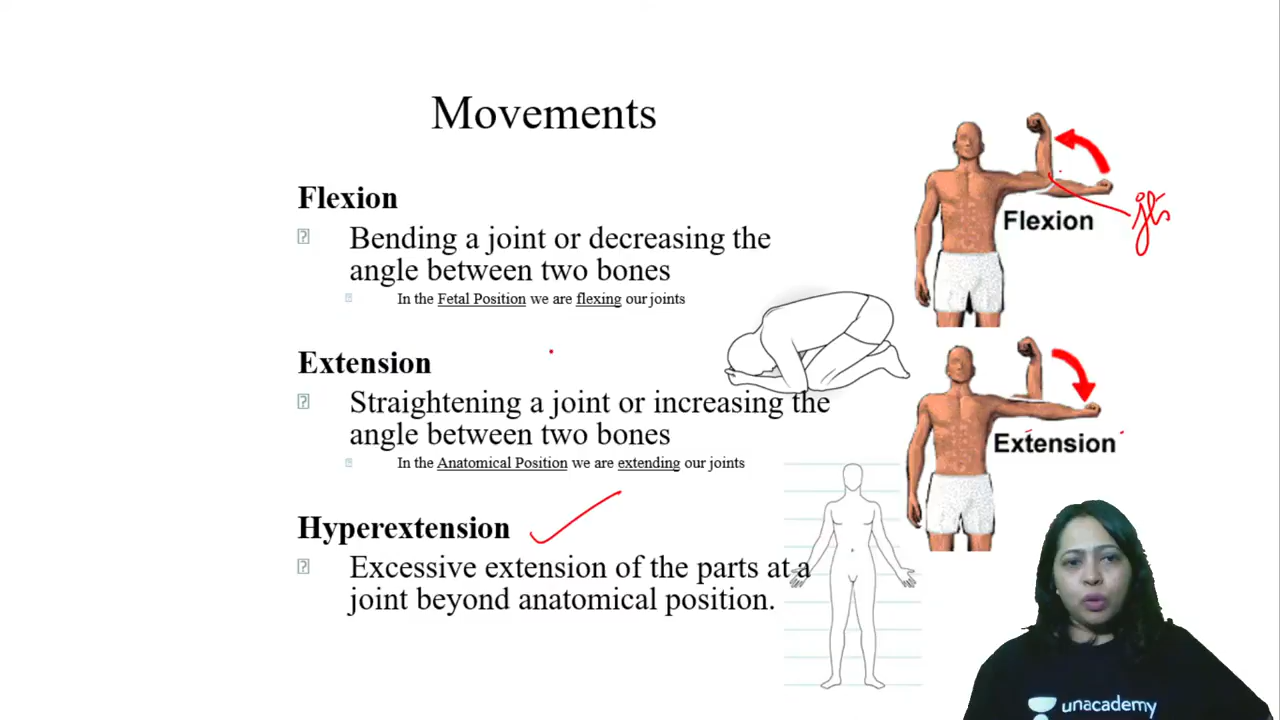 Movements
Flexion
Bending a joint or decreasing the
angle between two bones
In the Fetal Position we are flexing our joints
Extension
Straightening a joint or increasing the
angle between two bones
In the Anatomical Position we are extending our joints
Hyperextension
Excessive extension of the parts at a
joint beyond anatomical position.
Flexion
Extension
unacademy